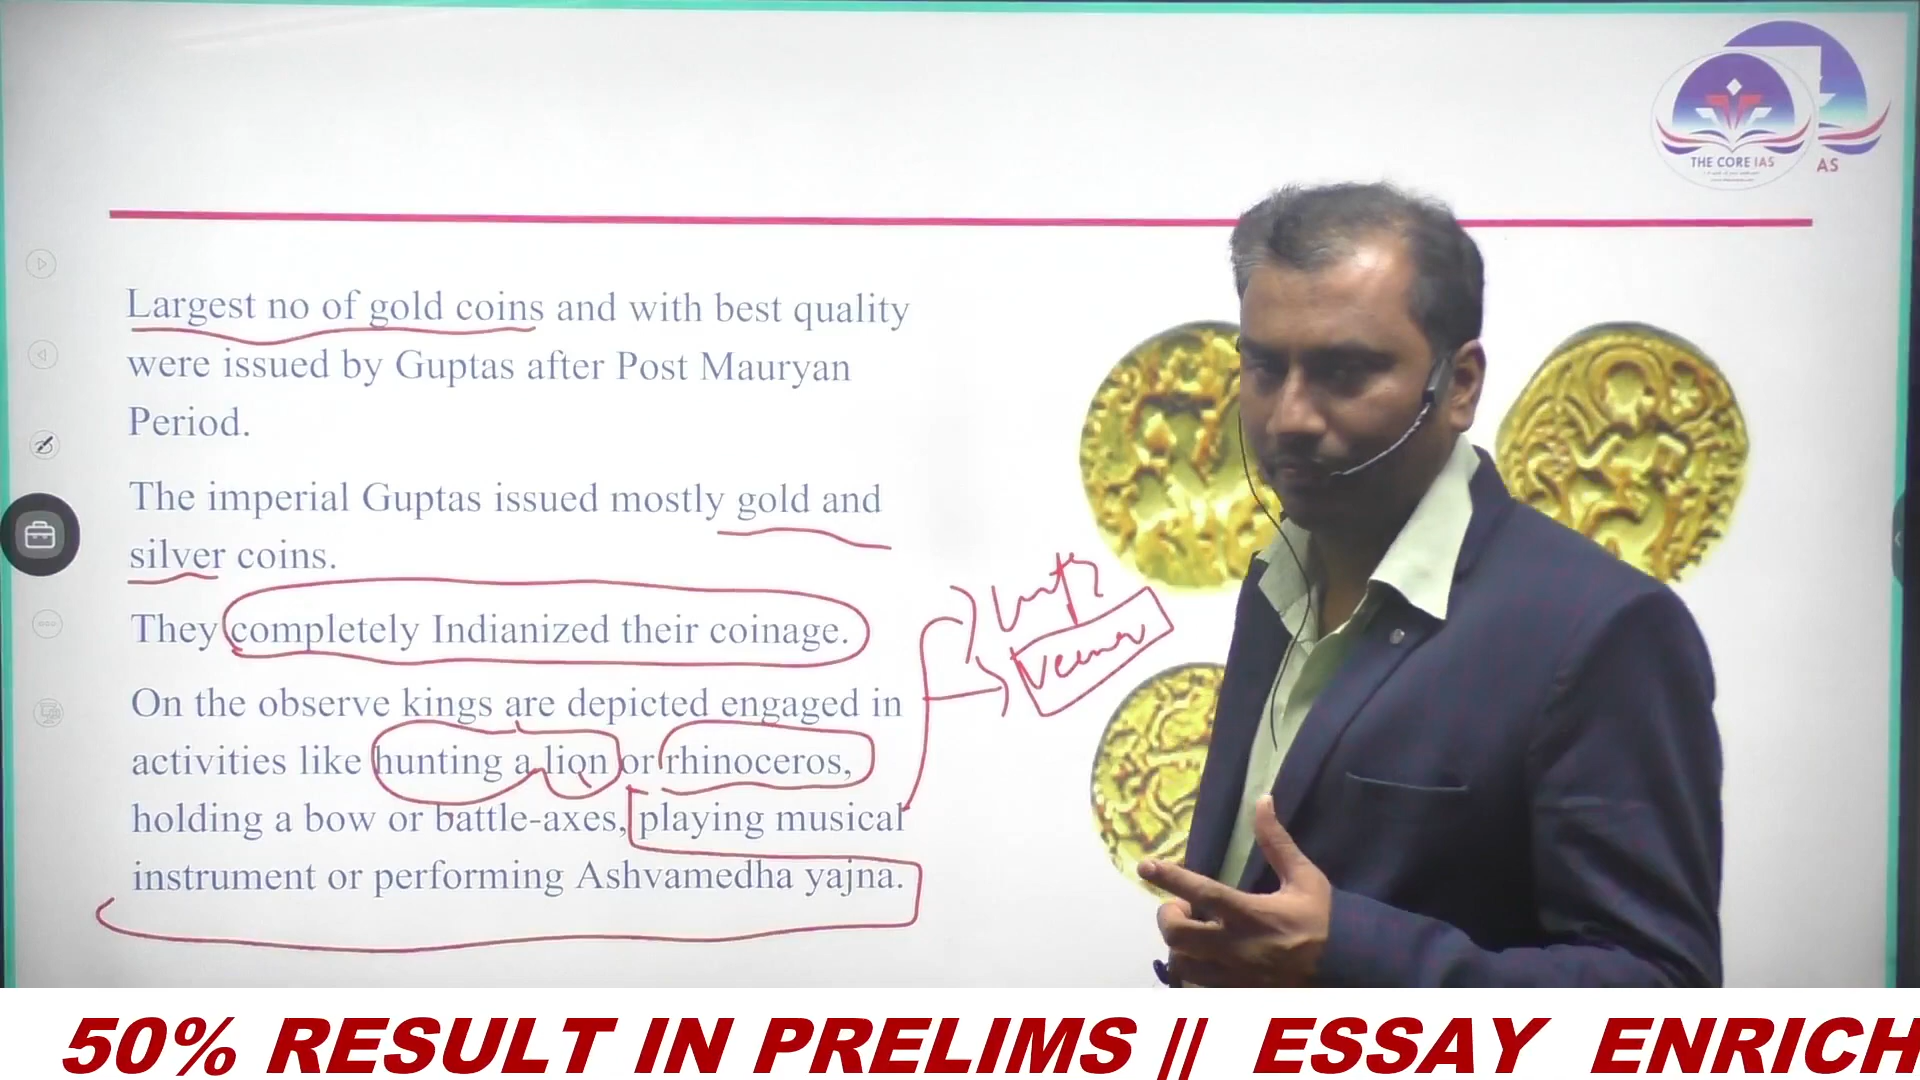 THE CORE IAS
AS
Largest no of gold coins and with best quality
were issued by Guptas after Post Mauryan
Period.
The imperial Guptas issued mostly gold and
silver coins.
They completely Indianized their coinage.
On the observe kings are depicted engaged in
activities like hunting a lion or rhinoceros,
holding a bow or battle-axes, playing musical
instrument or performing Ashvamedha yajna.
50% RESULT IN PRELIMS || ESSAY ENRICH